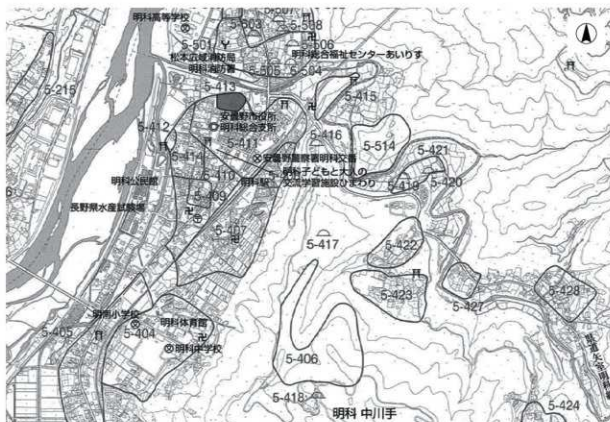 明科高等学校
5-507
5-503
5-508
5-501
5-506
松本広域消防局
明科消防署
明科総合福祉センターあいりす
5-505
5-504
5-215
5-413
5-415
安曇野市役所
明科総合支所
5-412
5-411
5-416
5-514
5-421
5-414
安曇野警察署明科交番
明科子どもと大人の
交流学習施設ひまわり
明科公民館
5-410
明科駅
5-419
5-420
5-409
長野県水産試験場
5-407
5-417
5-422
5-423
5-427
5-428
明南小学校
明科体育館
5-405
5-404
明科中学校
5-406
5-418
明科 中川手
5-424